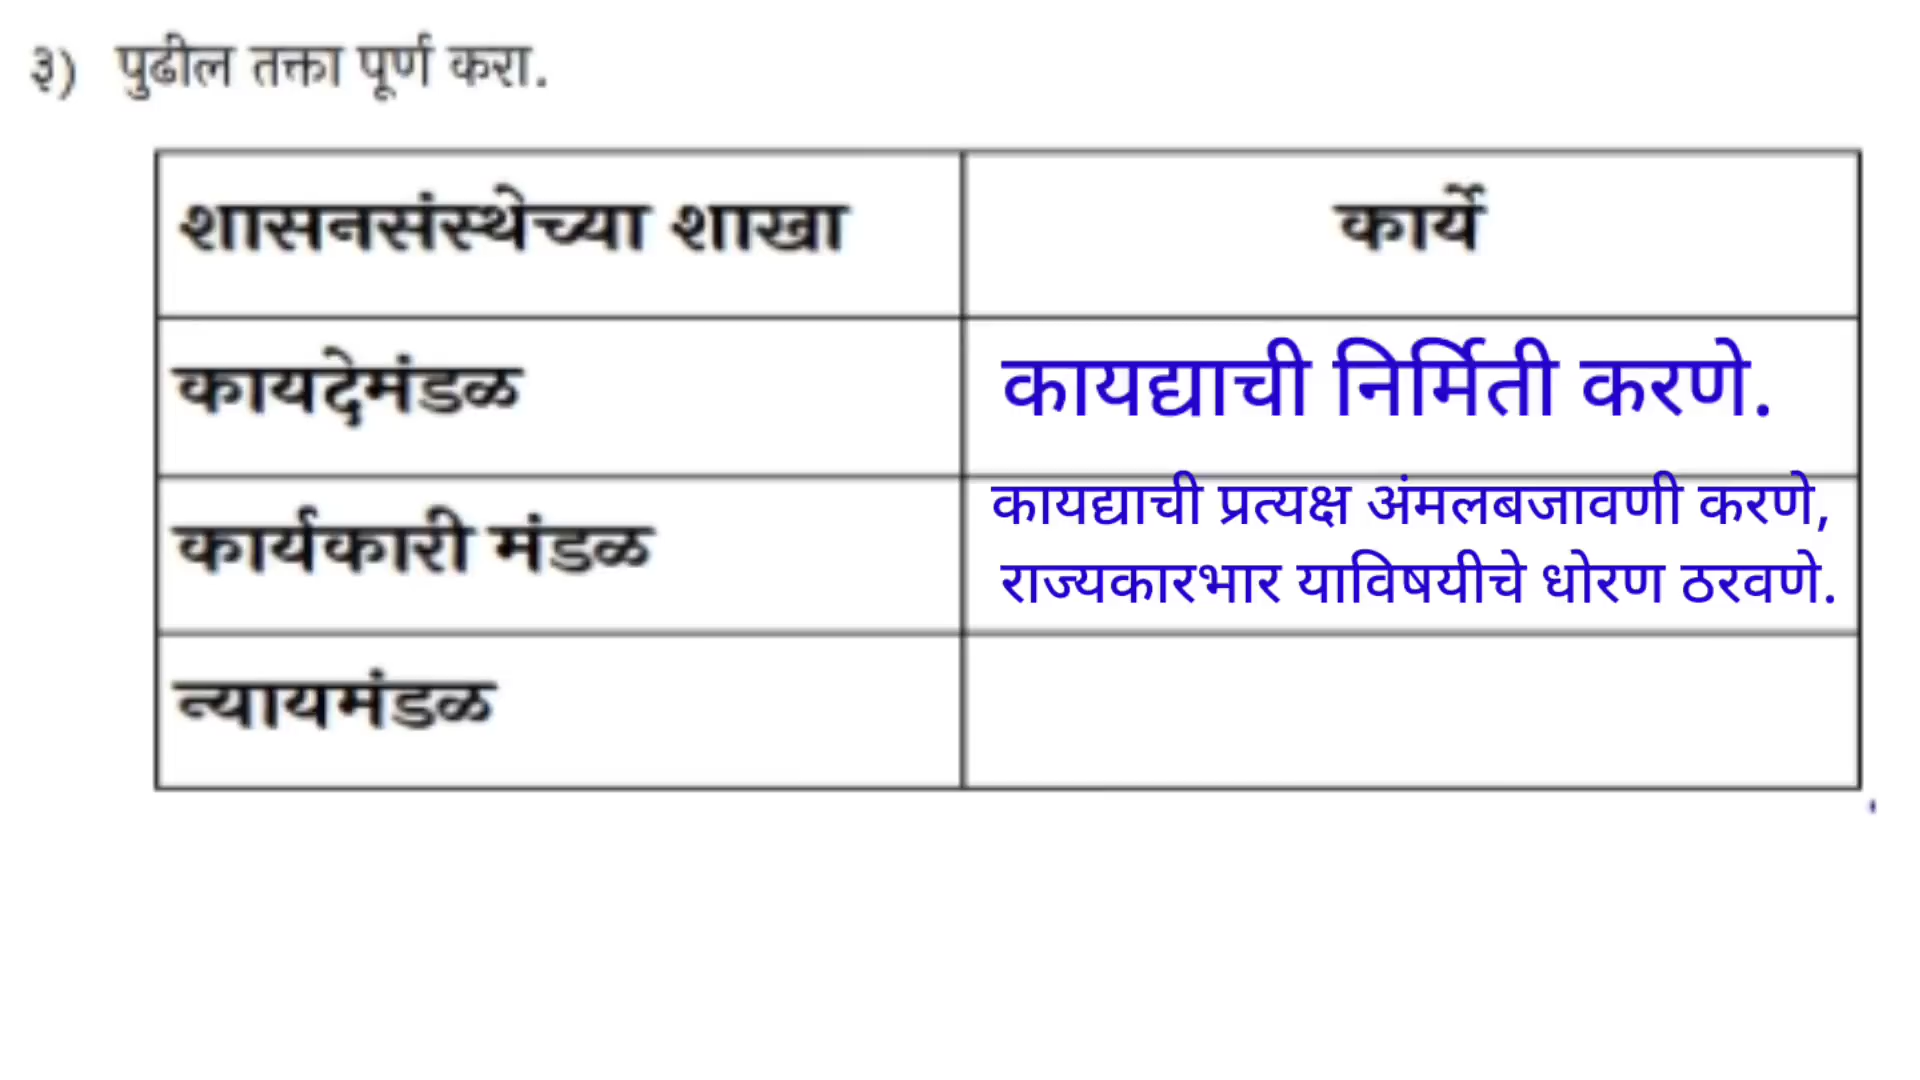 ३) पुढील तक्ता पूर्ण करा.
शासनसंस्थेच्या शाखा कार्ये
कायदेमंडळ कायद्याची निर्मिती करणे.
कार्यकारी मंडळ कायद्याची प्रत्यक्ष अंमलबजावणी करणे,
राज्यकारभार याविषयीचे धोरण ठरवणे.
न्यायमंडळ